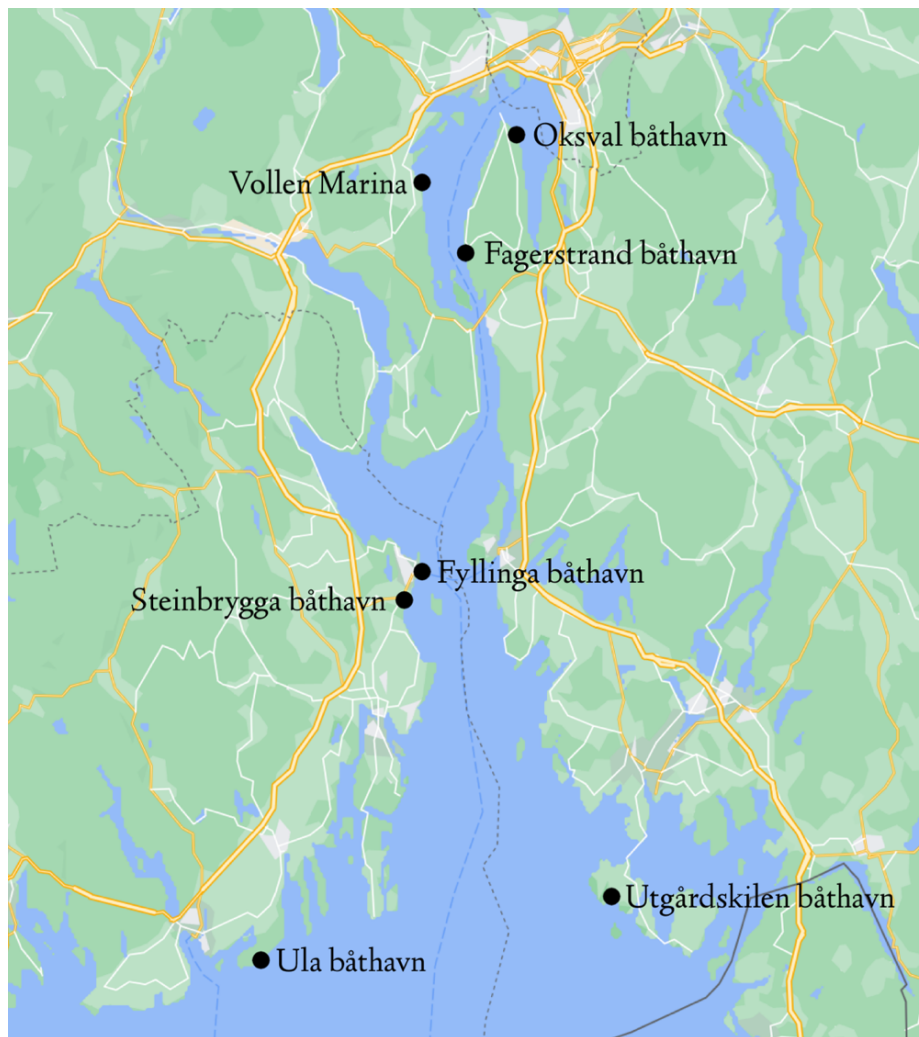 Oksval båthavn
Vollen Marina
Fagerstrand båthavn
Fyllinga båthavn
Steinbrygga båthavn
Utgårdskilen båthavn
Ula båthavn